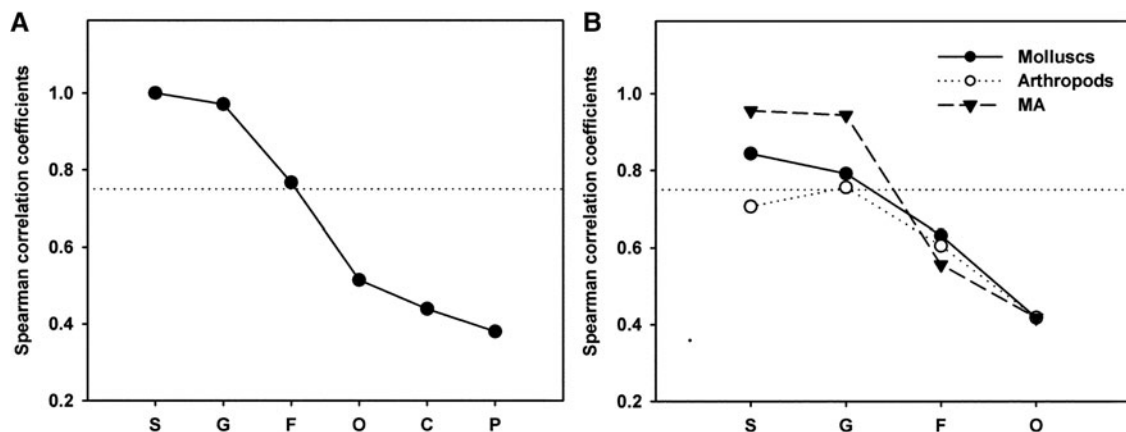 A
Spearman correlation coefficients
1.0
0.8
0.6
0.4
0.2
S G F O C P
B
Spearman correlation coefficients
1.0
0.8
0.6
0.4
0.2
Molluscs
Arthropods
MA
S G F O